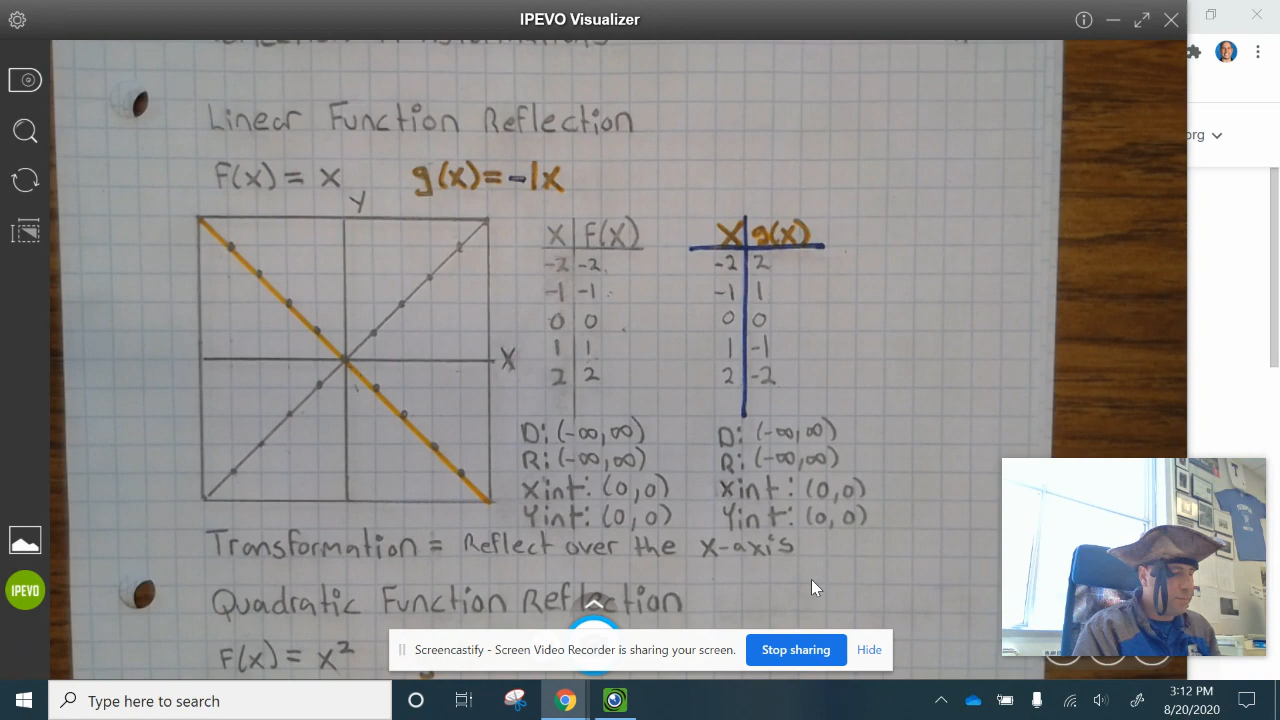 IPEVO Visualizer
Linear Function Reflection
F(x) = x g(x) = -1x
Y
X
X F(x)
-2 -2
-1 -1
0 0
1 1
2 2
X g(x)
-2 2
-1 1
0 0
1 -1
2 -2
D: (-∞,∞)
R: (-∞,∞)
Xint: (0,0)
Yint: (0,0)
D: (-∞,∞)
R: (-∞,∞)
Xint: (0,0)
Yint: (0,0)
Transformation = Reflect over the x-axis
Quadratic Function Reflection
F(x) = x²
org
IPEVO
Screencastify - Screen Video Recorder is sharing your screen. Stop sharing Hide
Type here to search
3:12 PM
8/20/2020